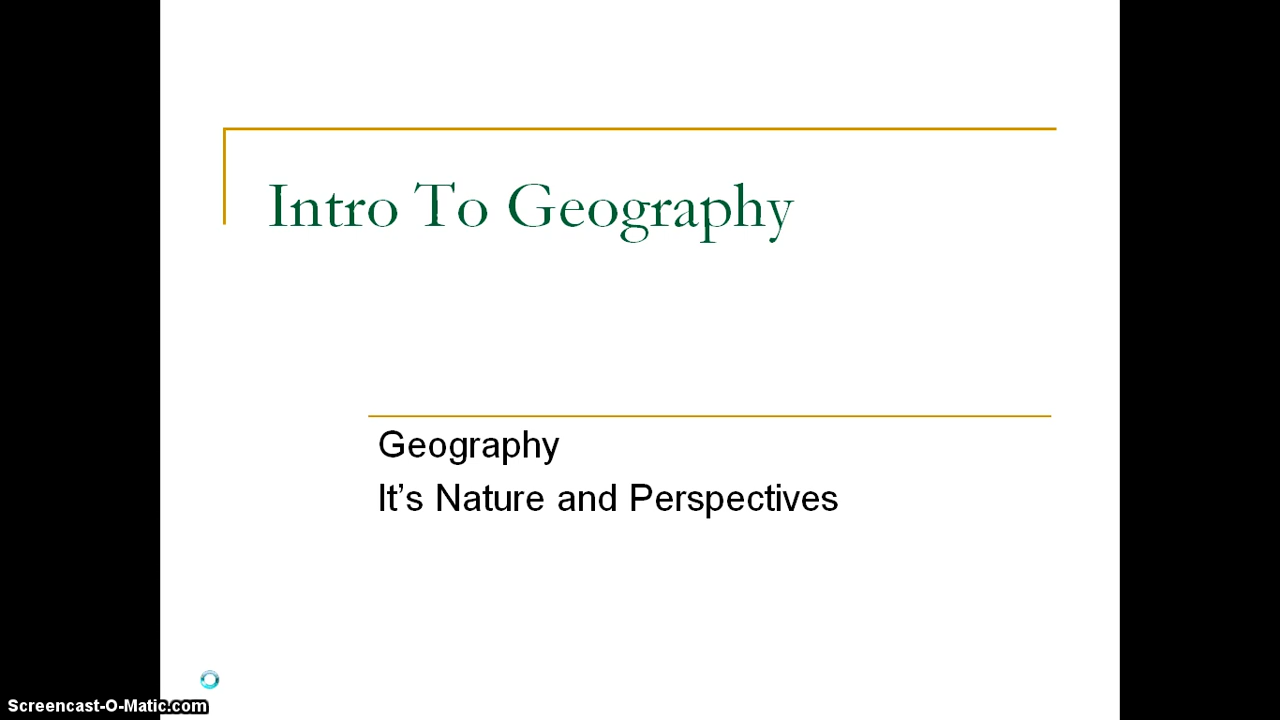 Intro To Geography
Geography
It’s Nature and Perspectives
Screencast-O-Matic.com